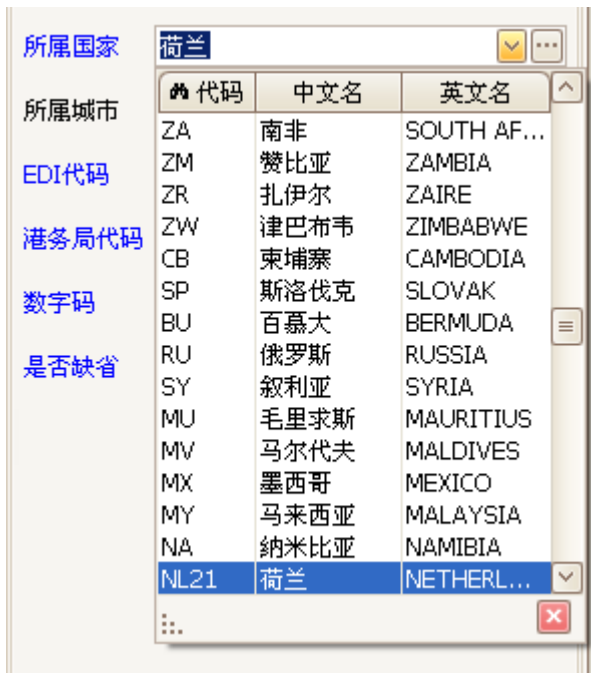 所属国家 荷兰
所属城市
EDI代码
港务局代码
数字码
是否缺省
代码 中文名 英文名
ZA 南非 SOUTH AF...
ZM 赞比亚 ZAMBIA
ZR 扎伊尔 ZAIRE
ZW 津巴布韦 ZIMBABWE
CB 柬埔寨 CAMBODIA
SP 斯洛伐克 SLOVAK
BU 百慕大 BERMUDA
RU 俄罗斯 RUSSIA
SY 叙利亚 SYRIA
MU 毛里求斯 MAURITIUS
MV 马尔代夫 MALDIVES
MX 墨西哥 MEXICO
MY 马来西亚 MALAYSIA
NA 纳米比亚 NAMIBIA
NL21 荷兰 NETHERL...